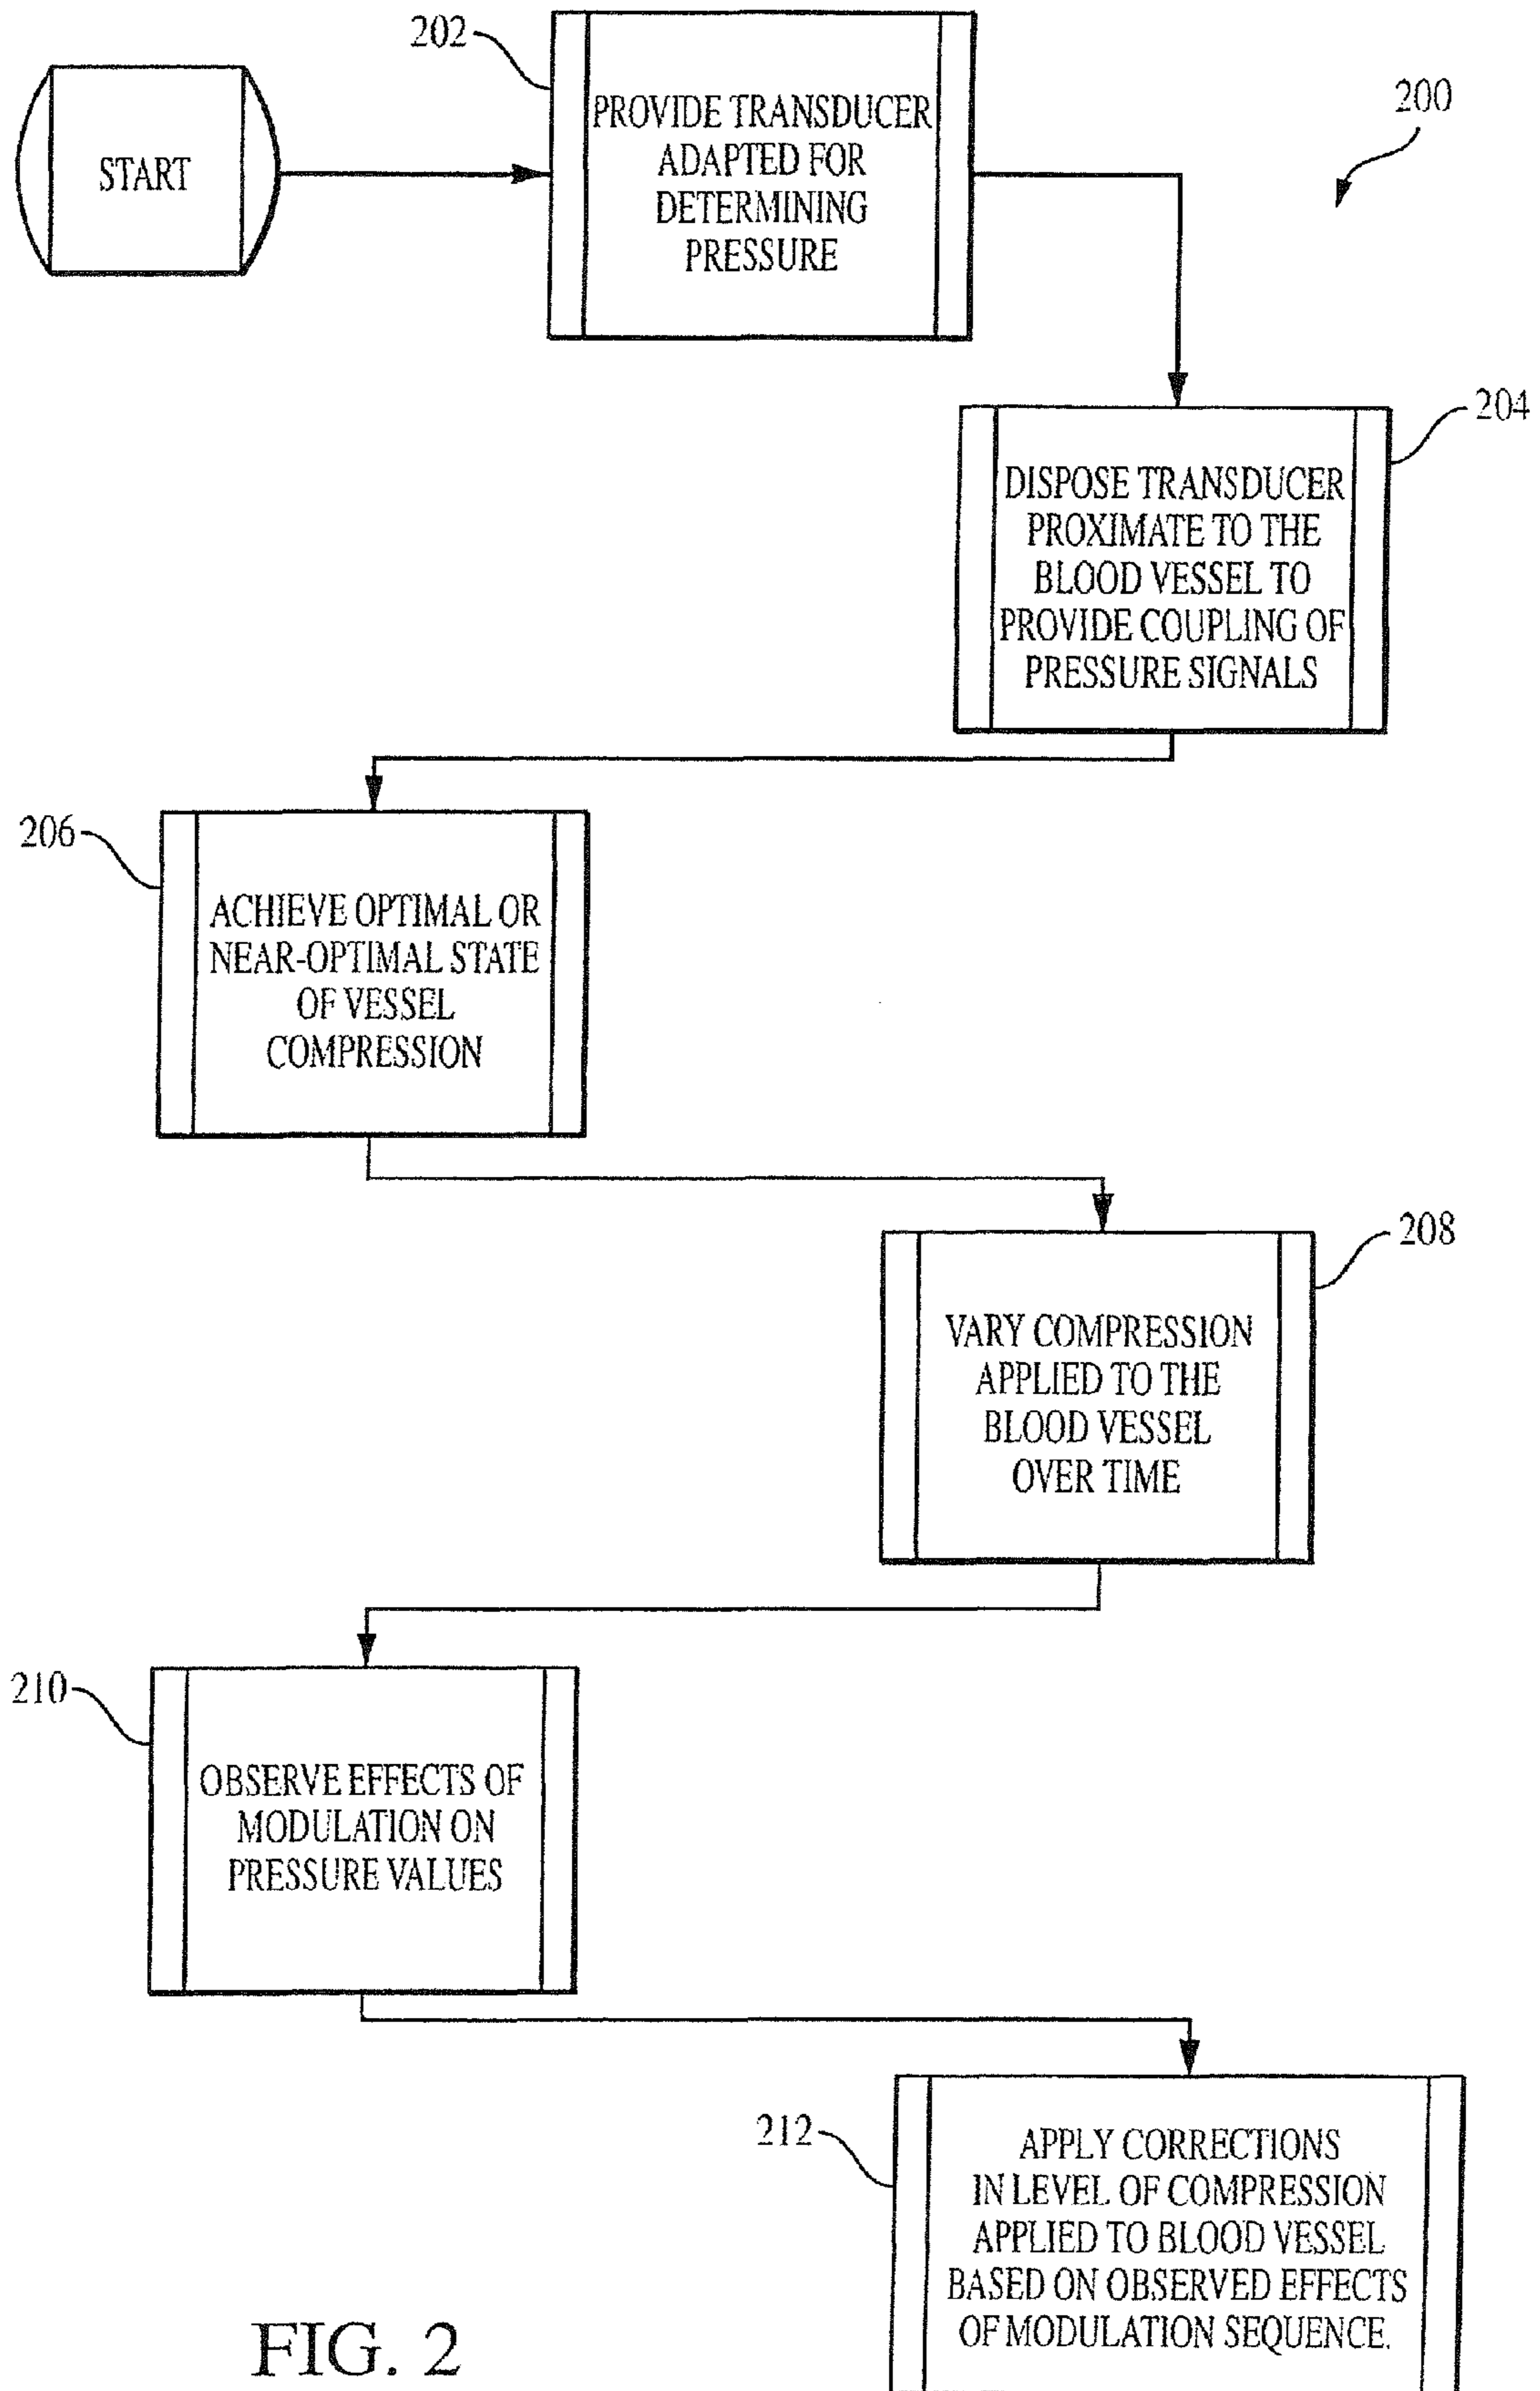 200
START
202
PROVIDE TRANSDUCER
ADAPTED FOR
DETERMINING
PRESSURE
204
DISPOSE TRANSDUCER
PROXIMATE TO THE
BLOOD VESSEL TO
PROVIDE COUPLING OF
PRESSURE SIGNALS
206
ACHIEVE OPTIMAL OR
NEAR-OPTIMAL STATE
OF VESSEL
COMPRESSION
208
VARY COMPRESSION
APPLIED TO THE
BLOOD VESSEL
OVER TIME
210
OBSERVE EFFECTS OF
MODULATION ON
PRESSURE VALUES
212
APPLY CORRECTIONS
IN LEVEL OF COMPRESSION
APPLIED TO BLOOD VESSEL
BASED ON OBSERVED EFFECTS
OF MODULATION SEQUENCE.
FIG. 2